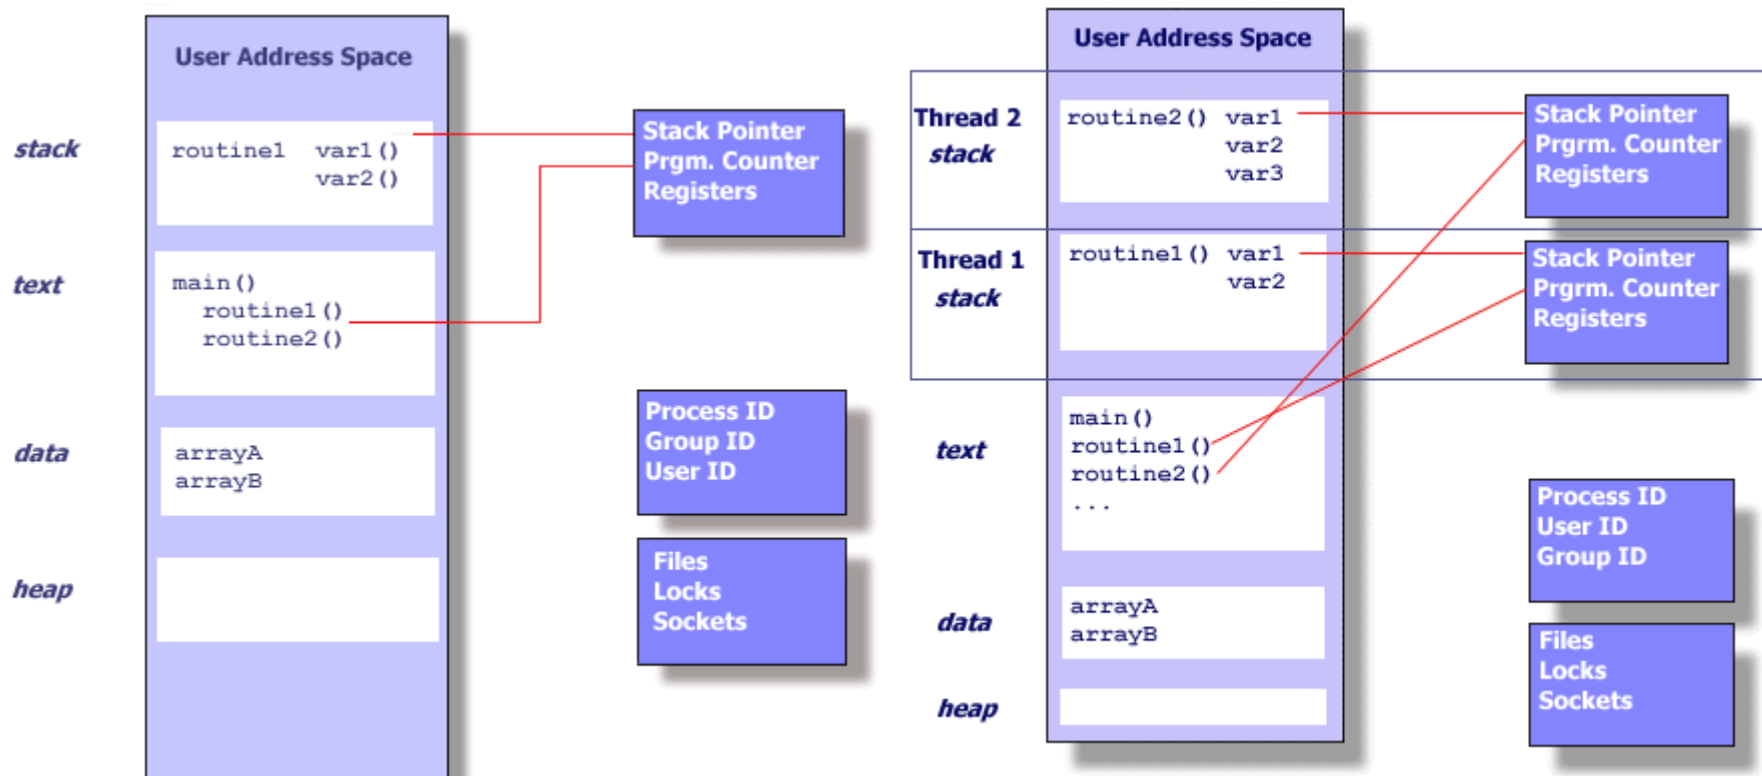 User Address Space
stack
routine1 var1()
var2()
text
main()
routine1()
routine2()
data
arrayA
arrayB
heap
Stack Pointer
Prgm. Counter
Registers
Process ID
Group ID
User ID
Files
Locks
Sockets
User Address Space
Thread 2
stack
routine2() var1
var2
var3
Stack Pointer
Prgrm. Counter
Registers
Thread 1
stack
routine1() var1
var2
Stack Pointer
Prgrm. Counter
Registers
text
main()
routine1()
routine2()
...
data
arrayA
arrayB
heap
Process ID
User ID
Group ID
Files
Locks
Sockets